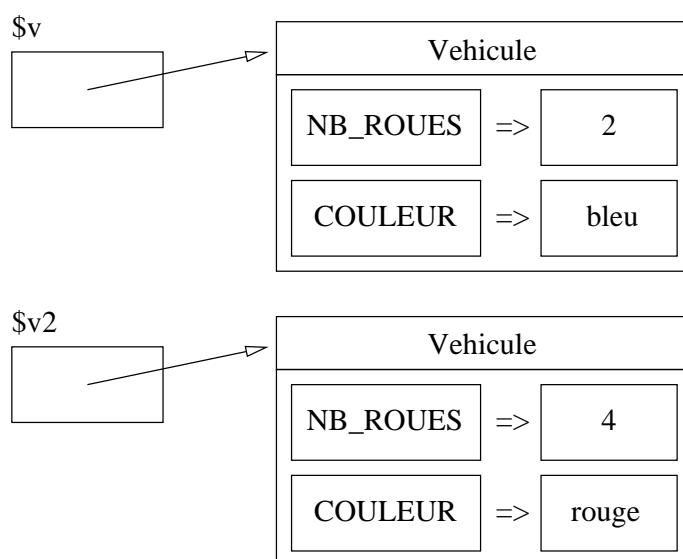 $v
Vehicule
NB_ROUES => 2
COULEUR => bleu
$v2
Vehicule
NB_ROUES => 4
COULEUR => rouge